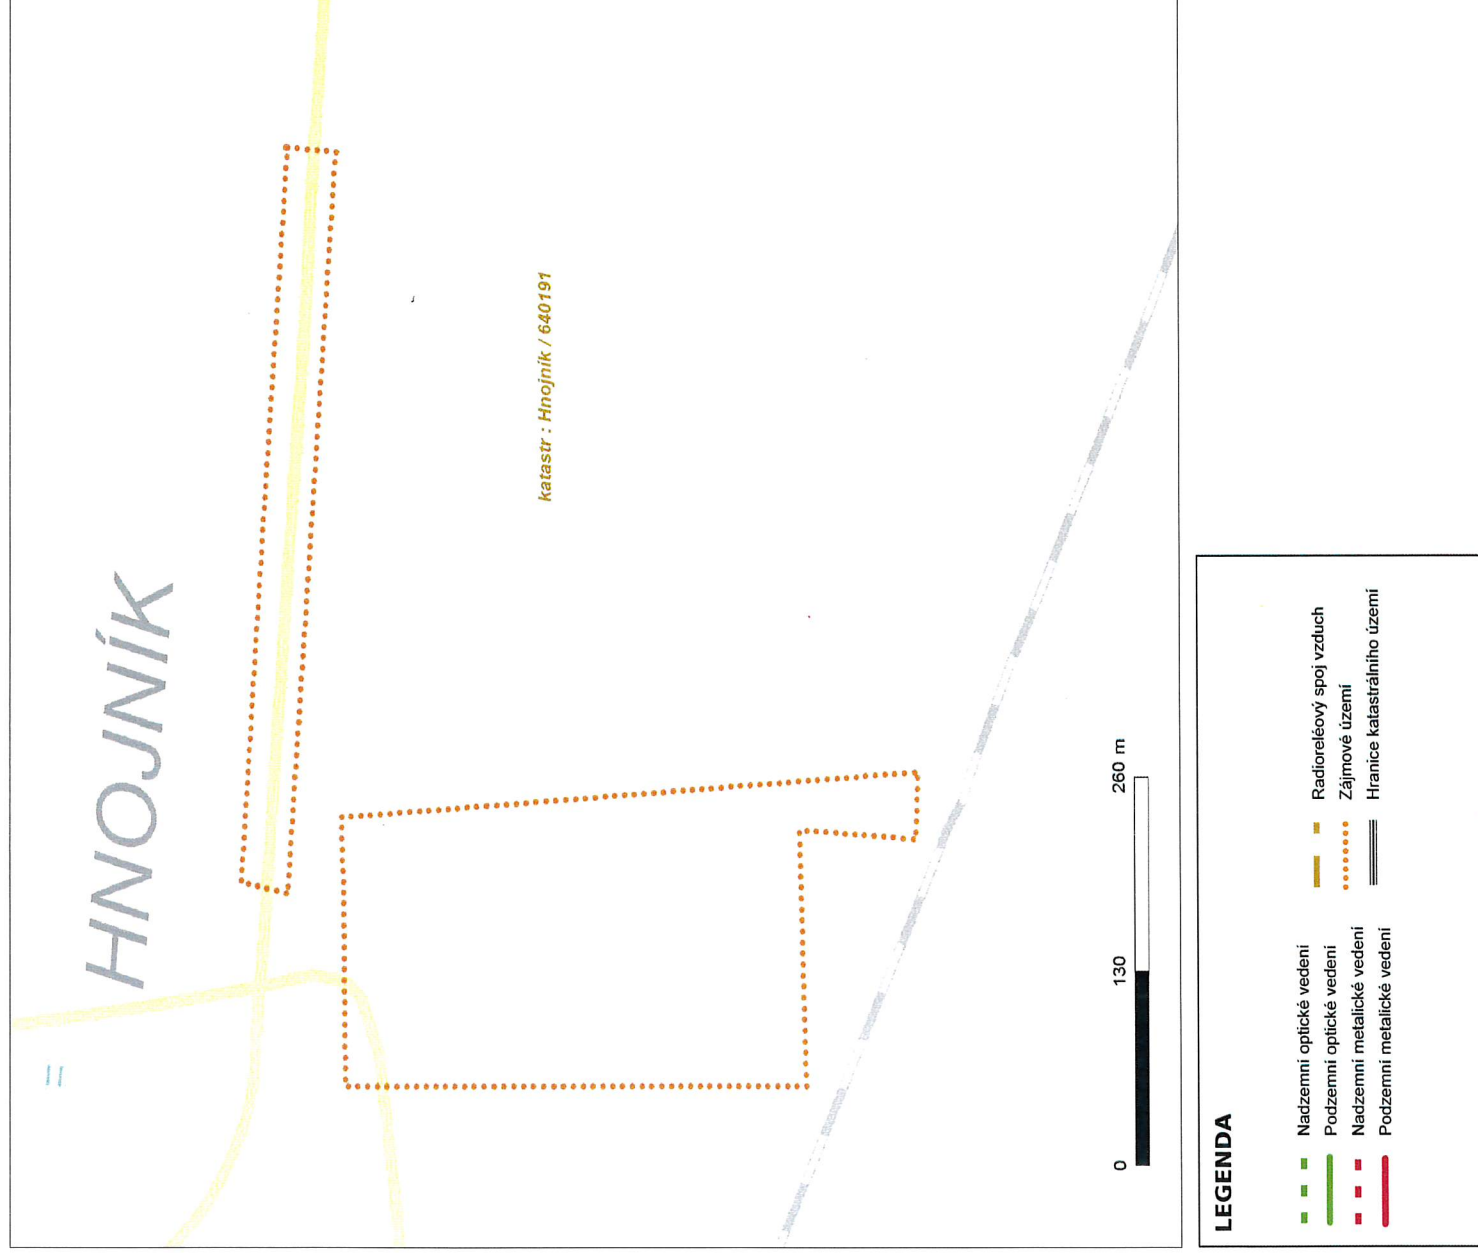 HNOJNÍK
katastr : Hnojník / 640191
0 130 260 m
LEGENDA
Nadzemní optické vedení
Podzemní optické vedení
Nadzemní metalické vedení
Podzemní metalické vedení
Radioreléový spoj vzduch
Zájmové území
Hranice katastrálního území